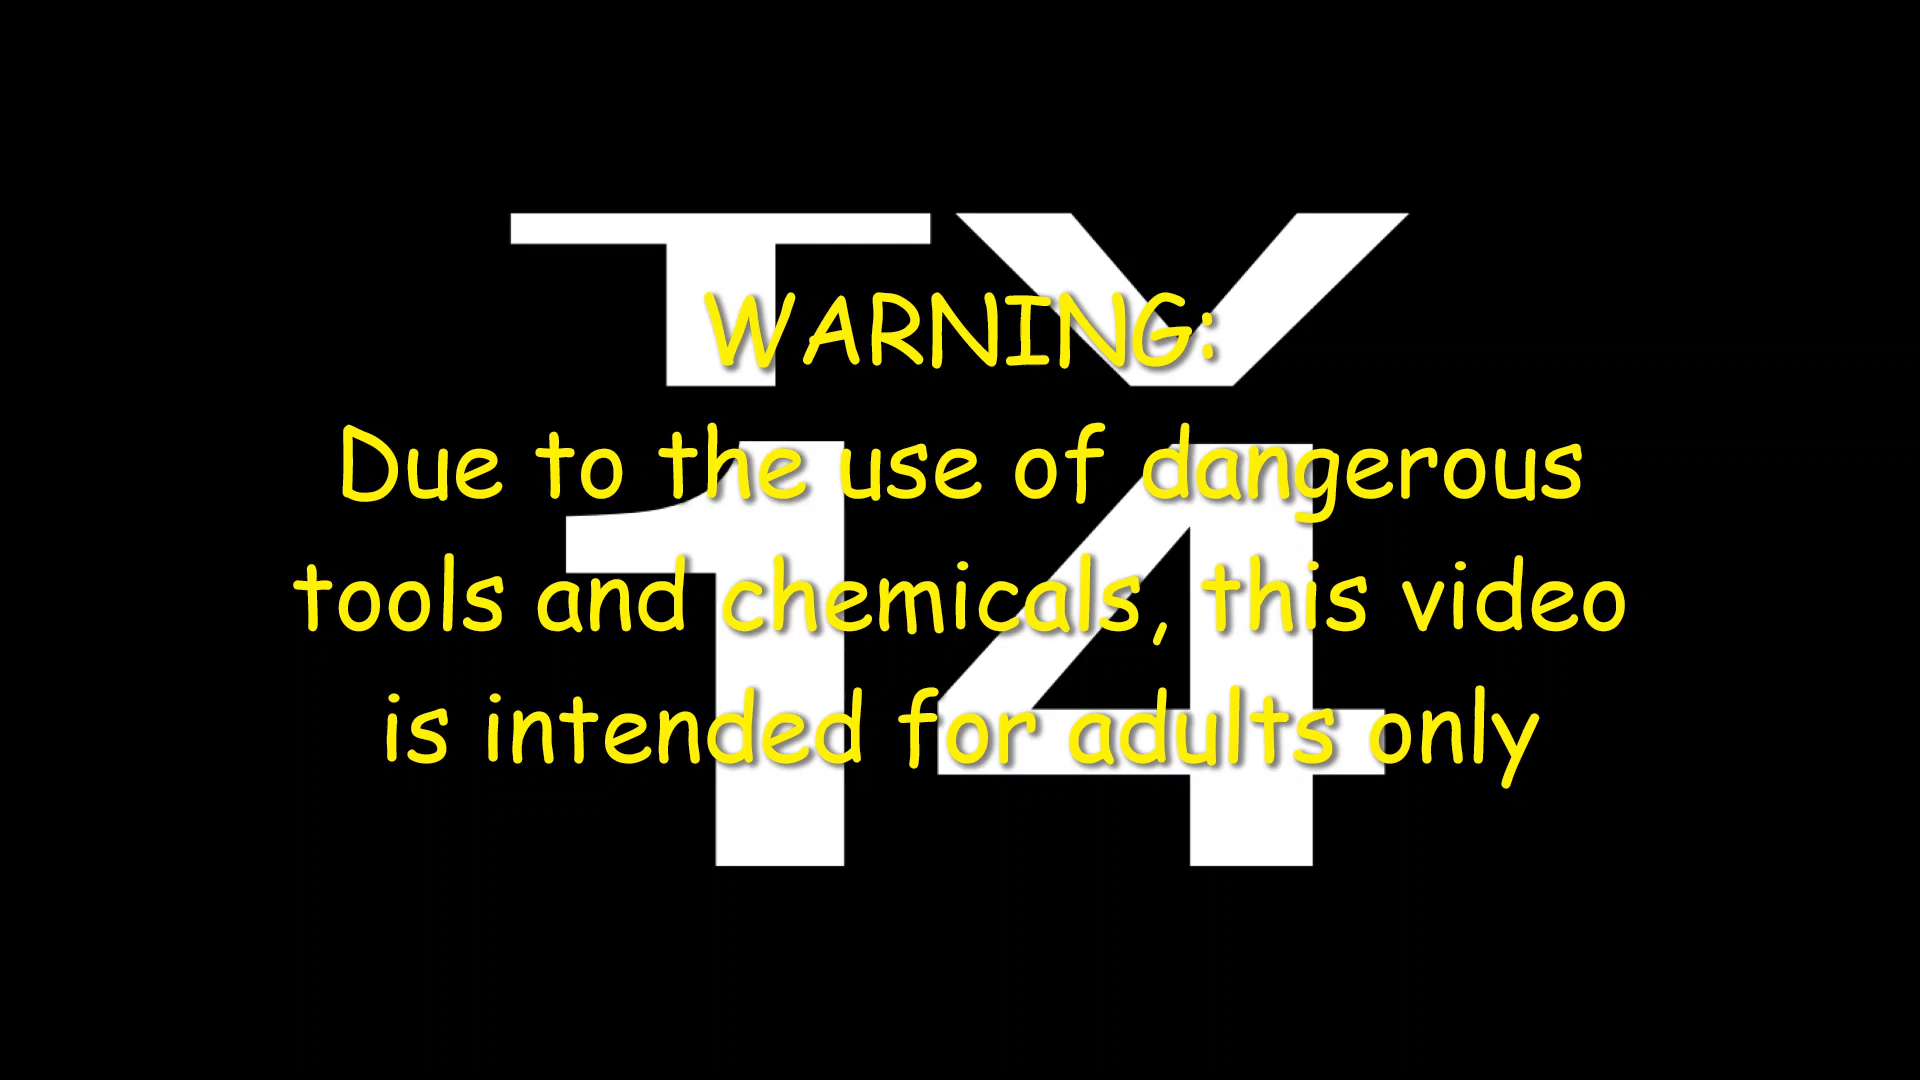 TV
WARNING:
Due to the use of dangerous
14
tools and chemicals, this video
is intended for adults only